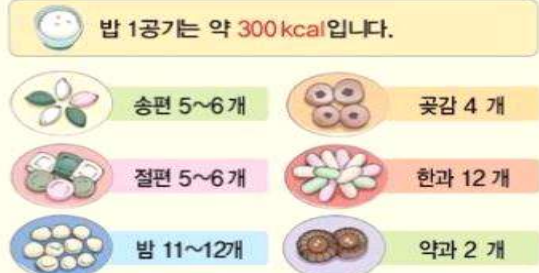 밥 1공기는 약 300 kcal입니다.
송편 5~6개
곶감 4 개
절편 5~6개
한과 12 개
밤 11~12개
약과 2 개